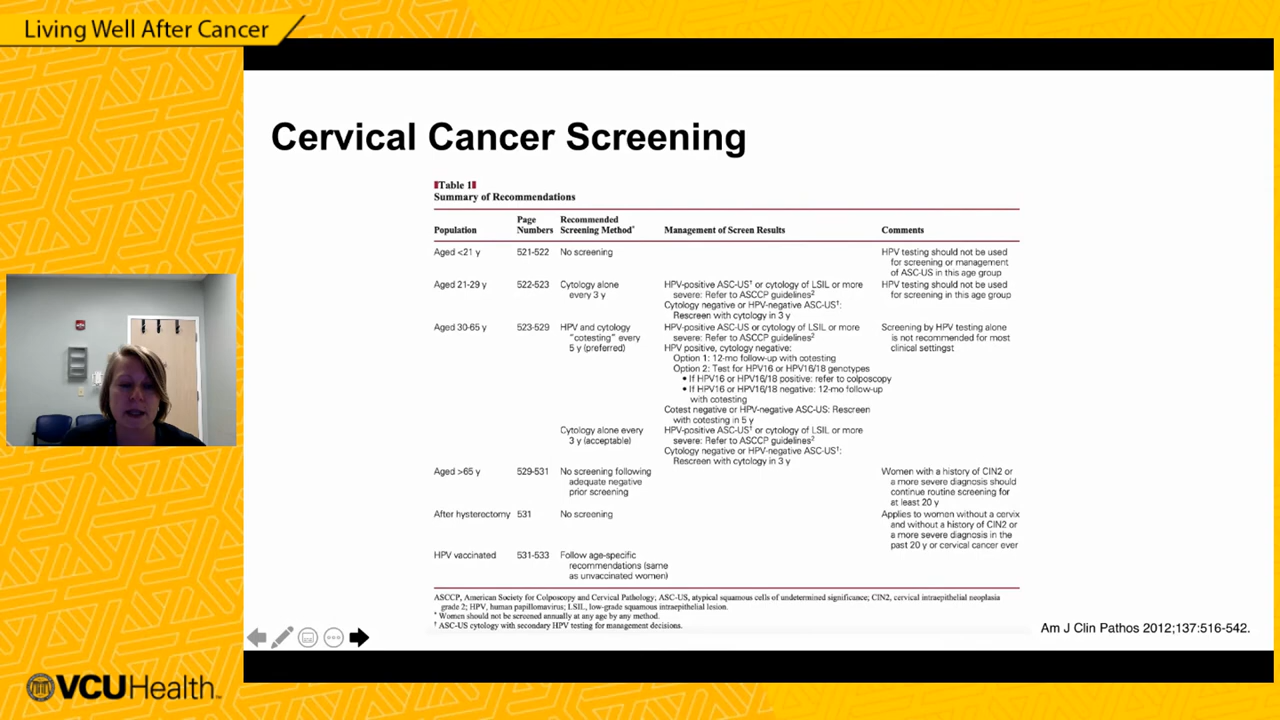 Living Well After Cancer
Cervical Cancer Screening
Table 1
Summary of Recommendations
Population
Page Numbers
Recommended Screening Method*
Management of Screen Results
Comments
Aged <21 y
521-522
No screening
HPV testing should not be used
for screening or management
of ASC-US in this age group
Aged 21-29 y
522-523
Cytology alone
every 3 y
HPV-positive ASC-US† or cytology of LSIL or more
severe: Refer to ASCCP guidelines2
Cytology negative or HPV-negative ASC-US†:
Rescreen with cytology in 3 y
HPV testing should not be used
for screening in this age group
Aged 30-65 y
523-529
HPV and cytology
“cotesting” every
5 y (preferred)
HPV-positive ASC-US or cytology of LSIL or more
severe: Refer to ASCCP guidelines2
HPV positive, cytology negative:
Option 1: 12-mo follow-up with cotesting
Option 2: Test for HPV16 or HPV16/18 genotypes
• If HPV16 or HPV16/18 positive: refer to colposcopy
• If HPV16 or HPV16/18 negative: 12-mo follow-up
with cotesting
Cotest negative or HPV-negative ASC-US: Rescreen
with cotesting in 5 y
Screening by HPV testing alone
is not recommended for most
clinical settingst
Cytology alone every
3 y (acceptable)
HPV-positive ASC-US† or cytology of LSIL or more
severe: Refer to ASCCP guidelines2
Cytology negative or HPV-negative ASC-US†:
Rescreen with cytology in 3 y
Aged >65 y
529-531
No screening following
adequate negative
prior screening
Women with a history of CIN2 or
a more severe diagnosis should
continue routine screening for
at least 20 y
After hysterectomy
531
No screening
Applies to women without a cervix
and without a history of CIN2 or
a more severe diagnosis in the
past 20 y or cervical cancer ever
HPV vaccinated
531-533
Follow age-specific
recommendations (same
as unvaccinated women)
ASCCP, American Society for Colposcopy and Cervical Pathology; ASC-US, atypical squamous cells of undetermined significance; CIN2, cervical intraepithelial neoplasia
grade 2; HPV, human papillomavirus; LSIL, low-grade squamous intraepithelial lesion.
* Women should not be screened annually at any age by any method.
† ASC-US cytology with secondary HPV testing for management decisions.
Am J Clin Pathos 2012;137:516-542.
VCUHealth™